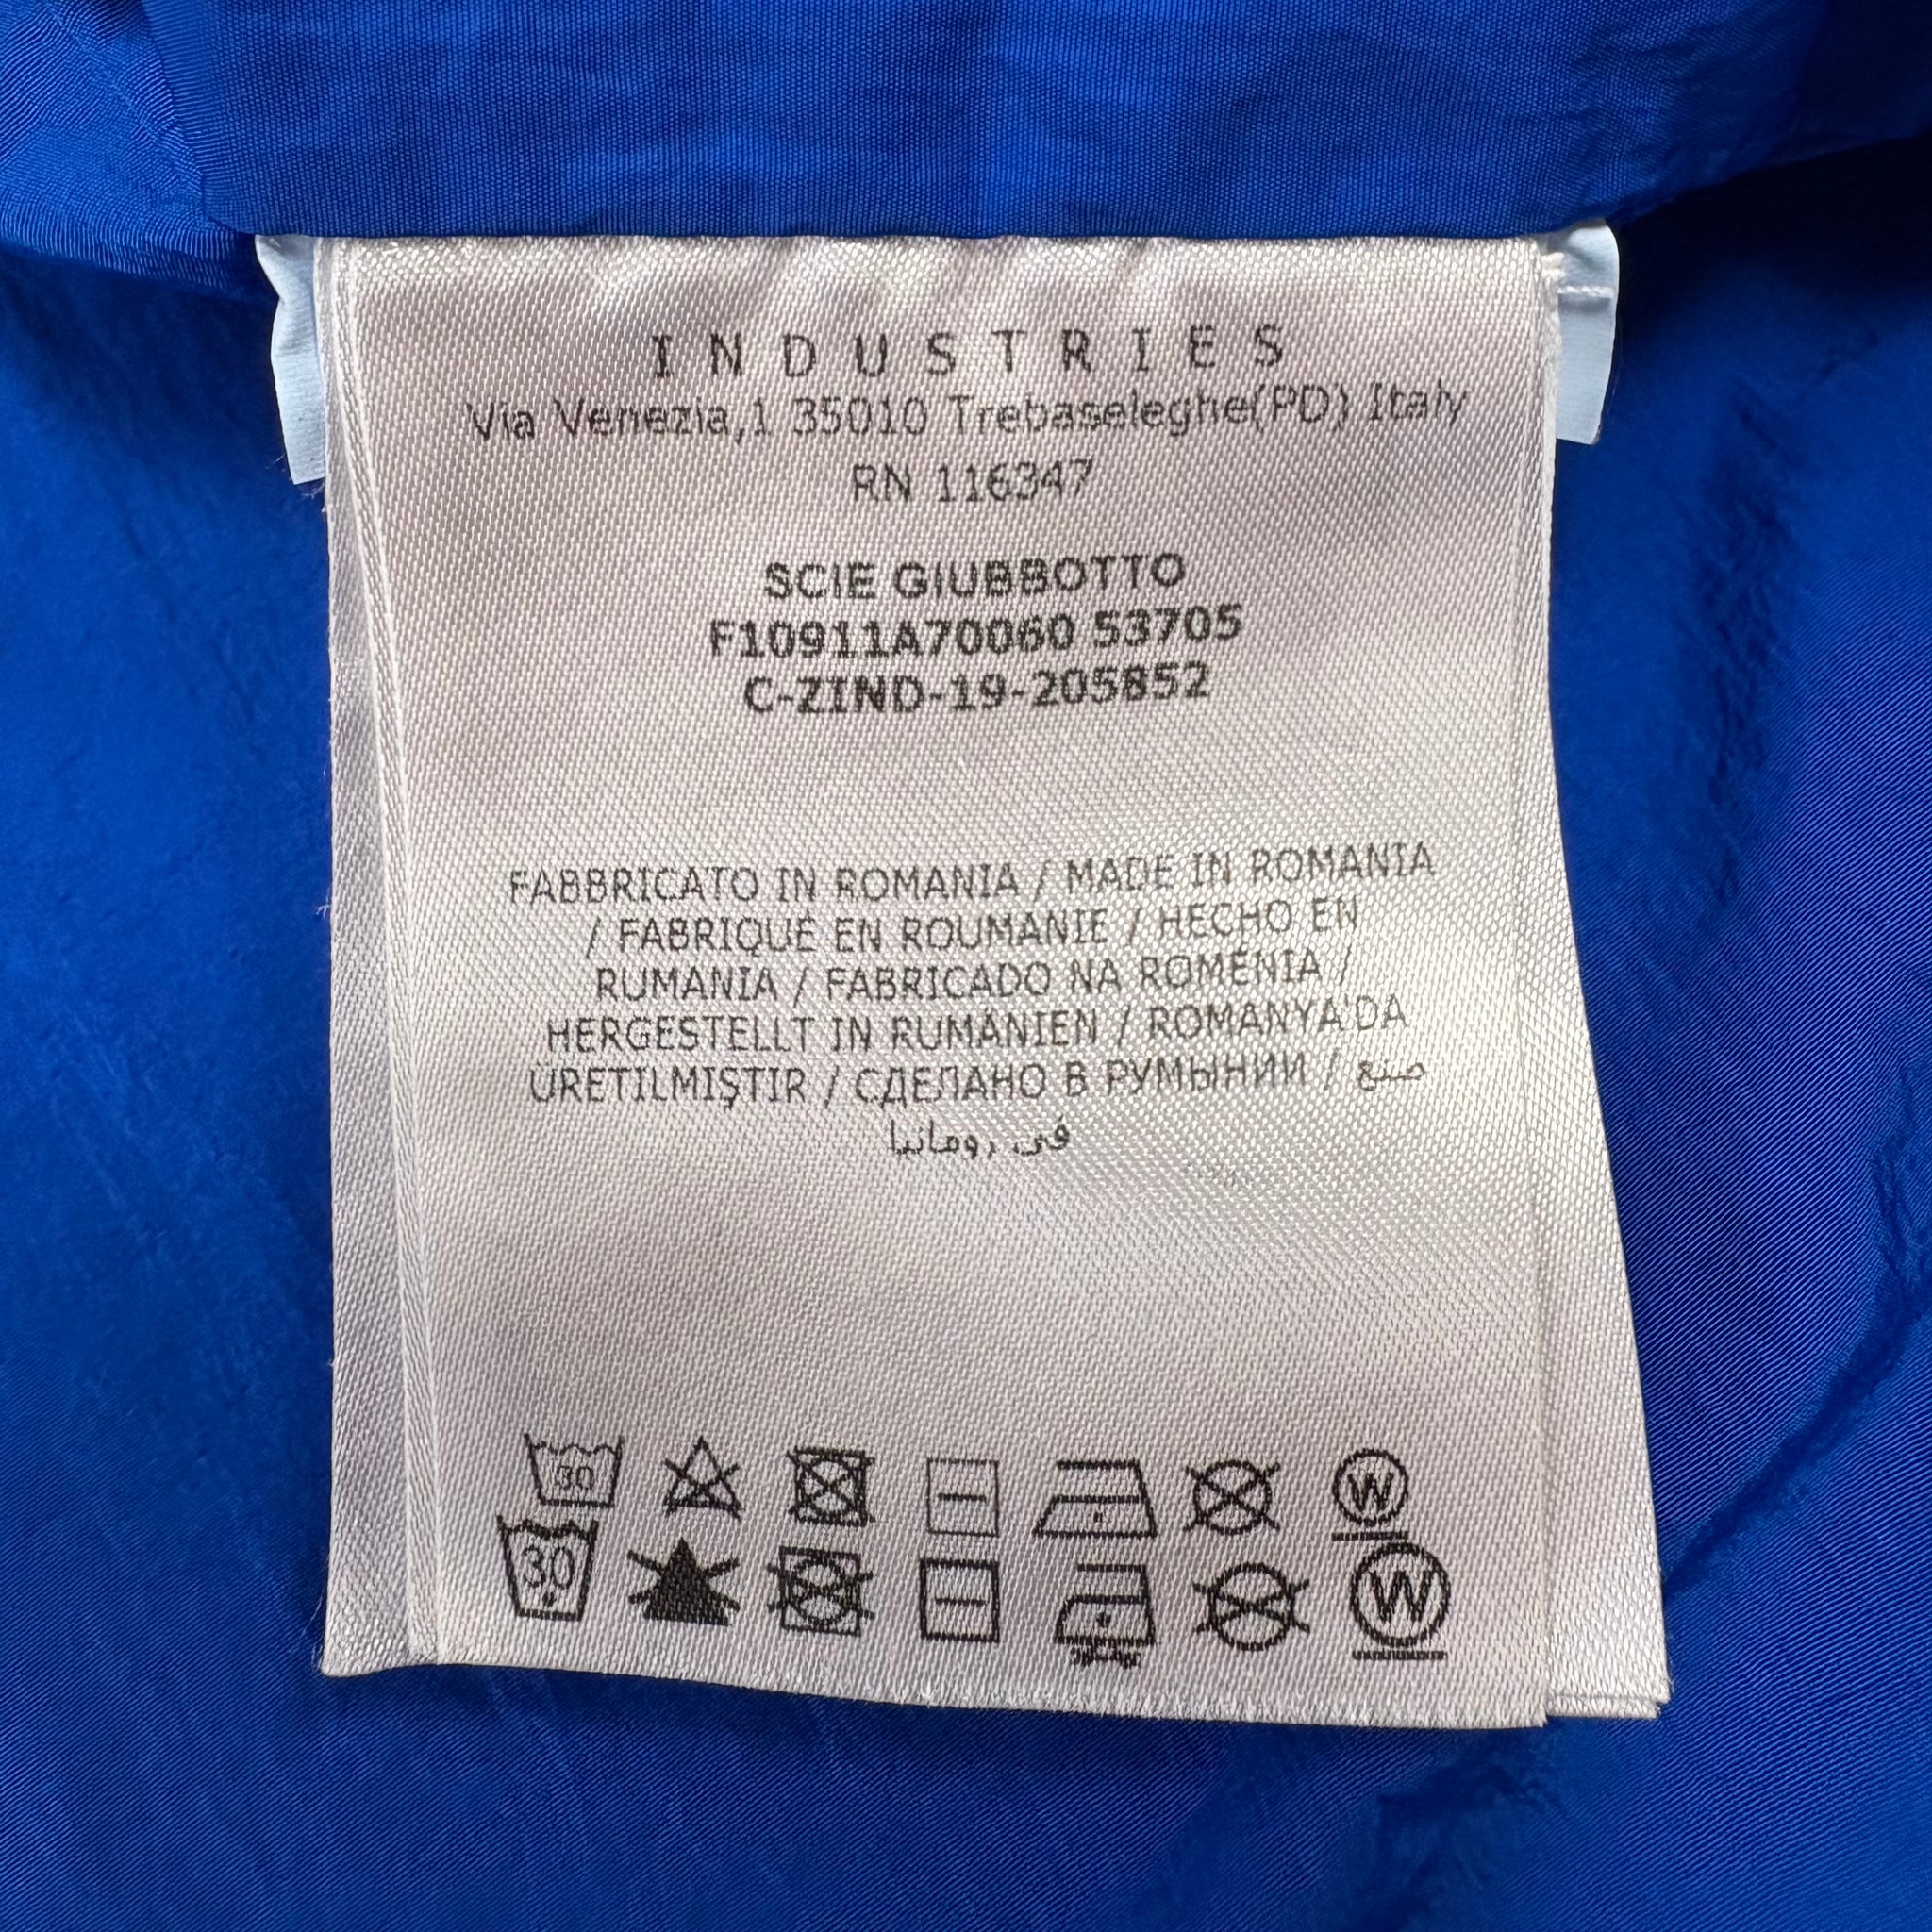 INDUSTRIES
Via Venezia,1 35010 Trebaseleghe(PD) Italy
RN 116347
SCIE GIUBBOTTO
F10911A70060 53705
C-ZIND-19-205852
FABBRICATO IN ROMANIA / MADE IN ROMANIA
/ FABRIQUÉ EN ROUMANIE / HECHO EN
RUMANIA / FABRICADO NA ROMÉNIA /
HERGESTELLT IN RUMÄNIEN / ROMANYA'DA
ÜRETILMIŞTIR / СДЕЛАНО В РУМЫНИИ / صنع
في رومانيا
30 W
30 W